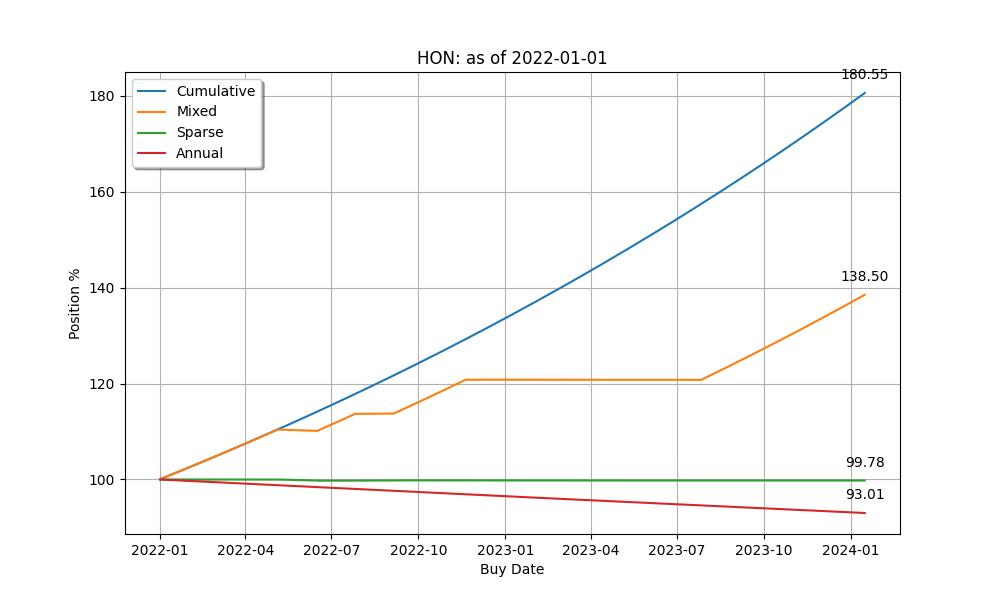 HON: as of 2022-01-01
Cumulative
Mixed
Sparse
Annual
180.55
138.50
99.78
93.01
180
160
140
120
100
Position %
2022-01 2022-04 2022-07 2022-10 2023-01 2023-04 2023-07 2023-10 2024-01
Buy Date